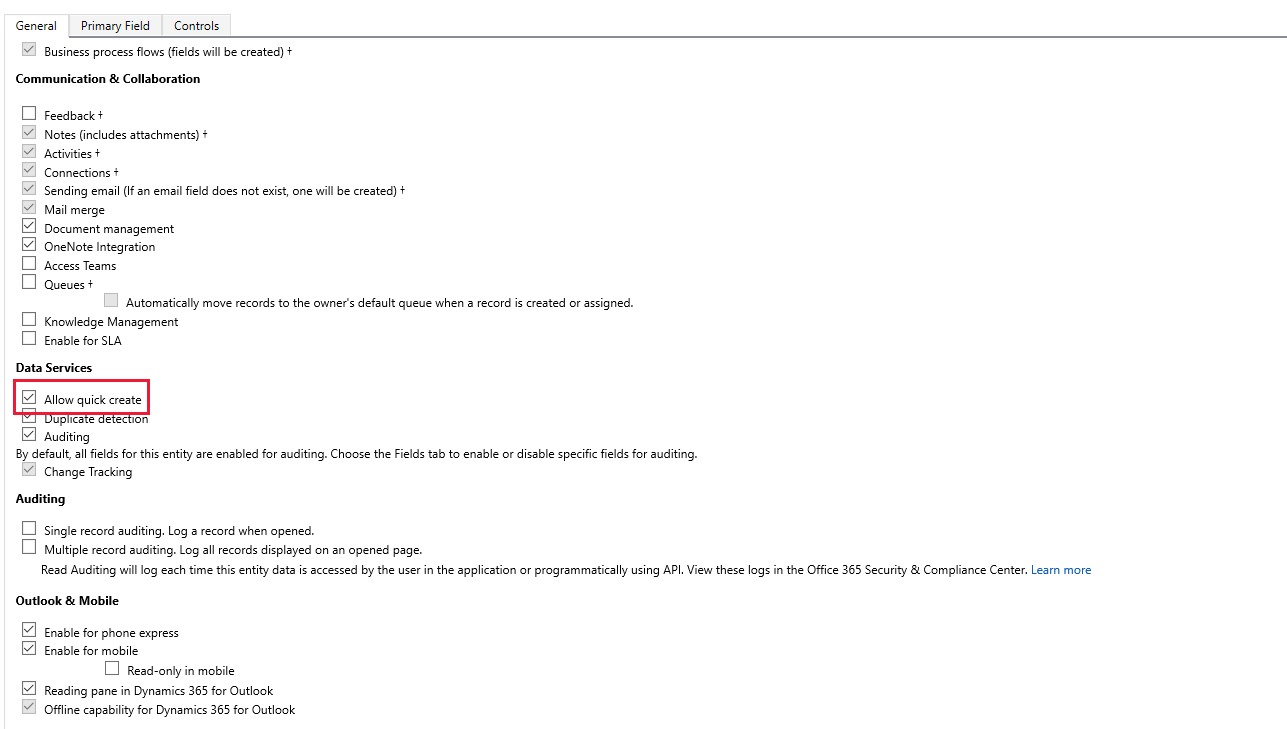 General Primary Field Controls
Business process flows (fields will be created) †
Communication & Collaboration
Feedback †
Notes (includes attachments) †
Activities †
Connections †
Sending email (If an email field does not exist, one will be created) †
Mail merge
Document management
OneNote Integration
Access Teams
Queues †
Automatically move records to the owner's default queue when a record is created or assigned.
Knowledge Management
Enable for SLA
Data Services
Allow quick create
Duplicate detection
Auditing
By default, all fields for this entity are enabled for auditing. Choose the Fields tab to enable or disable specific fields for auditing.
Change Tracking
Auditing
Single record auditing. Log a record when opened.
Multiple record auditing. Log all records displayed on an opened page.
Read Auditing will log each time this entity data is accessed by the user in the application or programmatically using API. View these logs in the Office 365 Security & Compliance Center. Learn more
Outlook & Mobile
Enable for phone express
Enable for mobile
Read-only in mobile
Reading pane in Dynamics 365 for Outlook
Offline capability for Dynamics 365 for Outlook